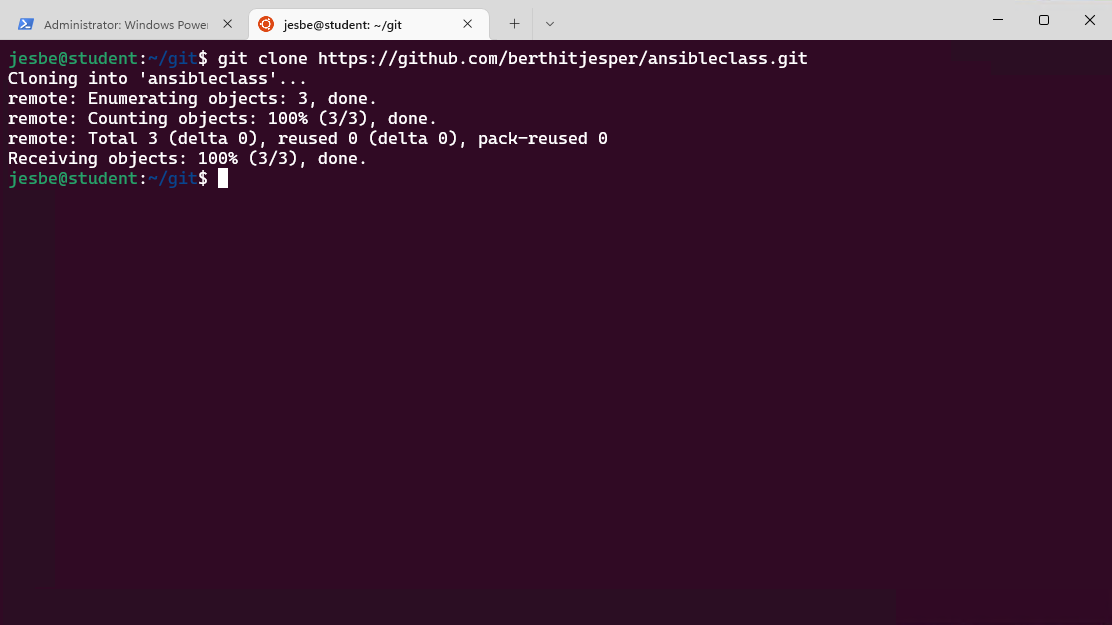 Administrator: Windows Power
jesbe@student: ~/git
jesbe@student:~/git$ git clone https://github.com/berthitjesper/ansibleclass.git
Cloning into 'ansibleclass'...
remote: Enumerating objects: 3, done.
remote: Counting objects: 100% (3/3), done.
remote: Total 3 (delta 0), reused 0 (delta 0), pack-reused 0
Receiving objects: 100% (3/3), done.
jesbe@student:~/git$